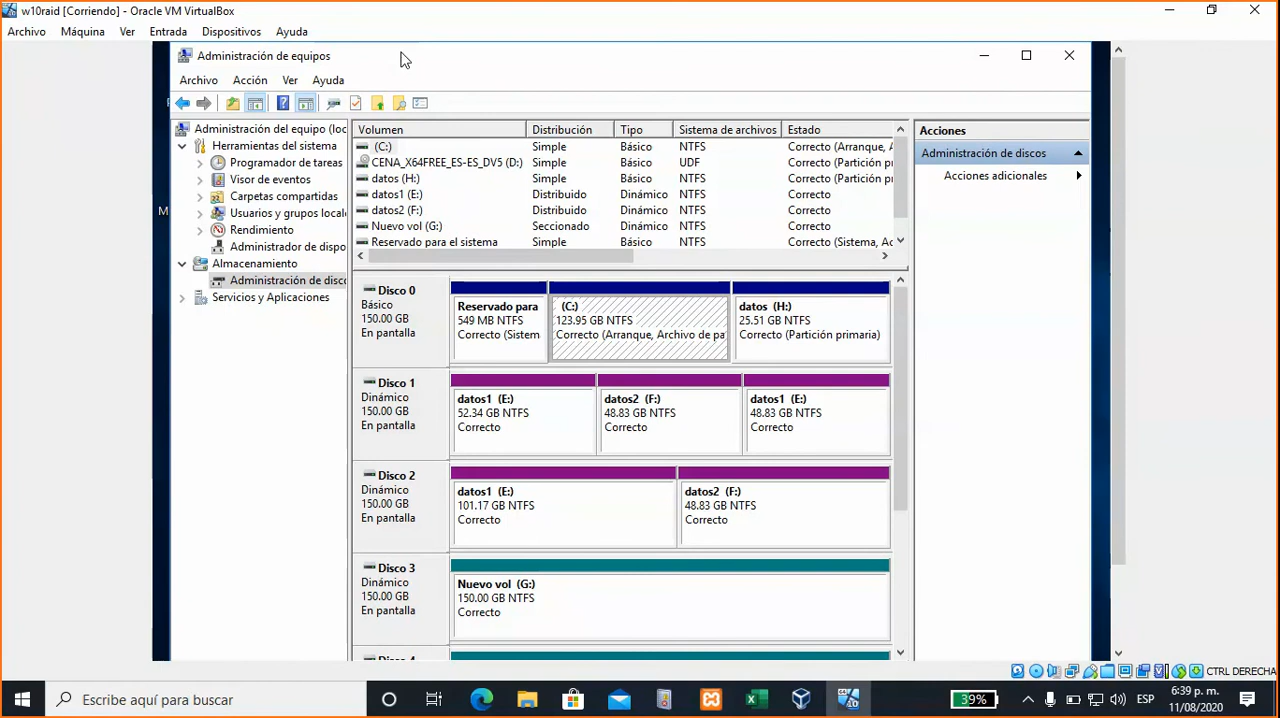 w10raid [Corriendo] - Oracle VM VirtualBox
Archivo Máquina Ver Entrada Dispositivos Ayuda
Administración de equipos
Archivo Acción Ver Ayuda
Administración del equipo (loc
Herramientas del sistema
Programador de tareas
Visor de eventos
Carpetas compartidas
Usuarios y grupos locale
Rendimiento
Administrador de dispo
Almacenamiento
Administración de disco
Servicios y Aplicaciones
M
Volumen Distribución Tipo Sistema de archivos Estado
(C:) Simple Básico NTFS Correcto (Arranque, A
CENA_X64FREE_ES-ES_DV5 (D:) Simple Básico UDF Correcto (Partición pri
datos (H:) Simple Básico NTFS Correcto (Partición pri
datos1 (E:) Distribuido Dinámico NTFS Correcto
datos2 (F:) Distribuido Dinámico NTFS Correcto
Nuevo vol (G:) Seccionado Dinámico NTFS Correcto
Reservado para el sistema Simple Básico NTFS Correcto (Sistema, Ac
Disco 0
Básico
150.00 GB
En pantalla
Reservado para
549 MB NTFS
Correcto (Sistem
(C:)
123.95 GB NTFS
Correcto (Arranque, Archivo de pa
datos (H:)
25.51 GB NTFS
Correcto (Partición primaria)
Disco 1
Dinámico
150.00 GB
En pantalla
datos1 (E:)
52.34 GB NTFS
Correcto
datos2 (F:)
48.83 GB NTFS
Correcto
datos1 (E:)
48.83 GB NTFS
Correcto
Disco 2
Dinámico
150.00 GB
En pantalla
datos1 (E:)
101.17 GB NTFS
Correcto
datos2 (F:)
48.83 GB NTFS
Correcto
Disco 3
Dinámico
150.00 GB
En pantalla
Nuevo vol (G:)
150.00 GB NTFS
Correcto
Disco 4
Acciones
Administración de discos
Acciones adicionales
CTRL DERECHA
Escribe aquí para buscar
39%
ESP
6:39 p. m.
11/08/2020